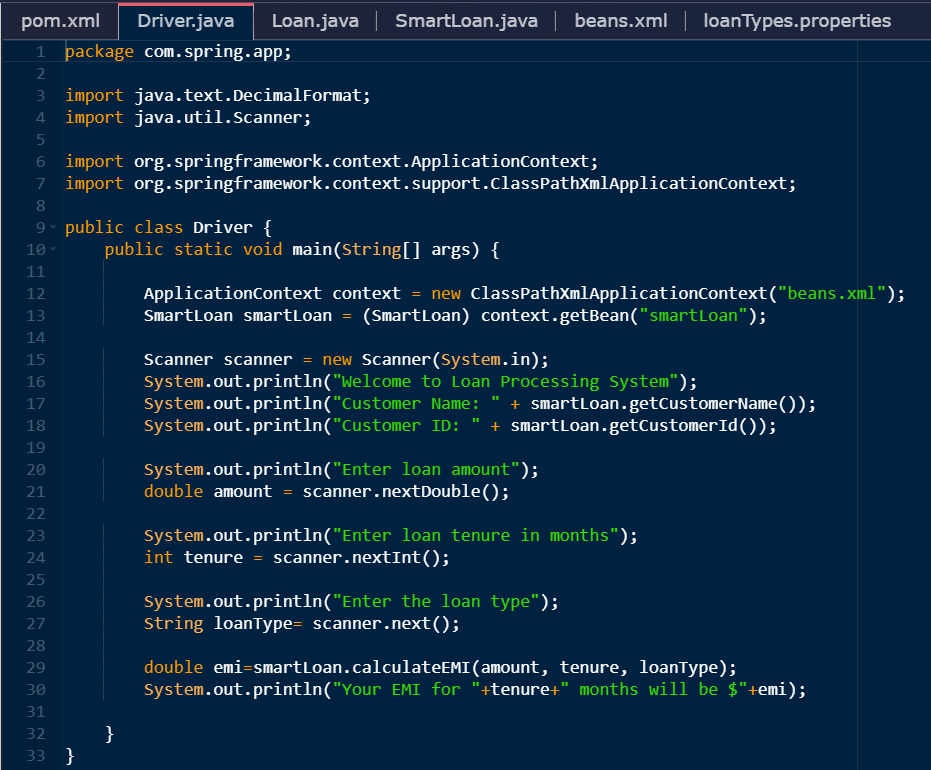 pom.xml Driver.java Loan.java SmartLoan.java beans.xml loanTypes.properties
1 package com.spring.app;
2
3 import java.text.DecimalFormat;
4 import java.util.Scanner;
5
6 import org.springframework.context.ApplicationContext;
7 import org.springframework.context.support.ClassPathXmlApplicationContext;
8
9 public class Driver {
10     public static void main(String[] args) {
11
12         ApplicationContext context = new ClassPathXmlApplicationContext("beans.xml");
13         SmartLoan smartLoan = (SmartLoan) context.getBean("smartLoan");
14
15         Scanner scanner = new Scanner(System.in);
16         System.out.println("Welcome to Loan Processing System");
17         System.out.println("Customer Name: " + smartLoan.getCustomerName());
18         System.out.println("Customer ID: " + smartLoan.getCustomerId());
19
20         System.out.println("Enter loan amount");
21         double amount = scanner.nextDouble();
22
23         System.out.println("Enter loan tenure in months");
24         int tenure = scanner.nextInt();
25
26         System.out.println("Enter the loan type");
27         String loanType= scanner.next();
28
29         double emi=smartLoan.calculateEMI(amount, tenure, loanType);
30         System.out.println("Your EMI for "+tenure+" months will be $"+emi);
31
32     }
33 }